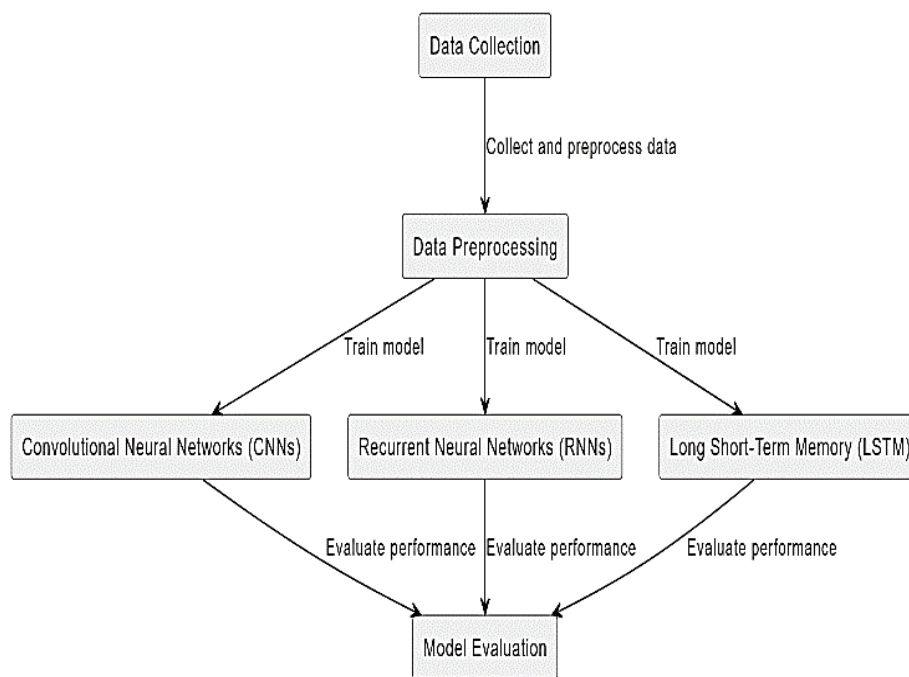 Data Collection
Collect and preprocess data
Data Preprocessing
Train model
Train model
Train model
Convolutional Neural Networks (CNNs)
Recurrent Neural Networks (RNNs)
Long Short-Term Memory (LSTM)
Evaluate performance
Evaluate performance
Evaluate performance
Model Evaluation